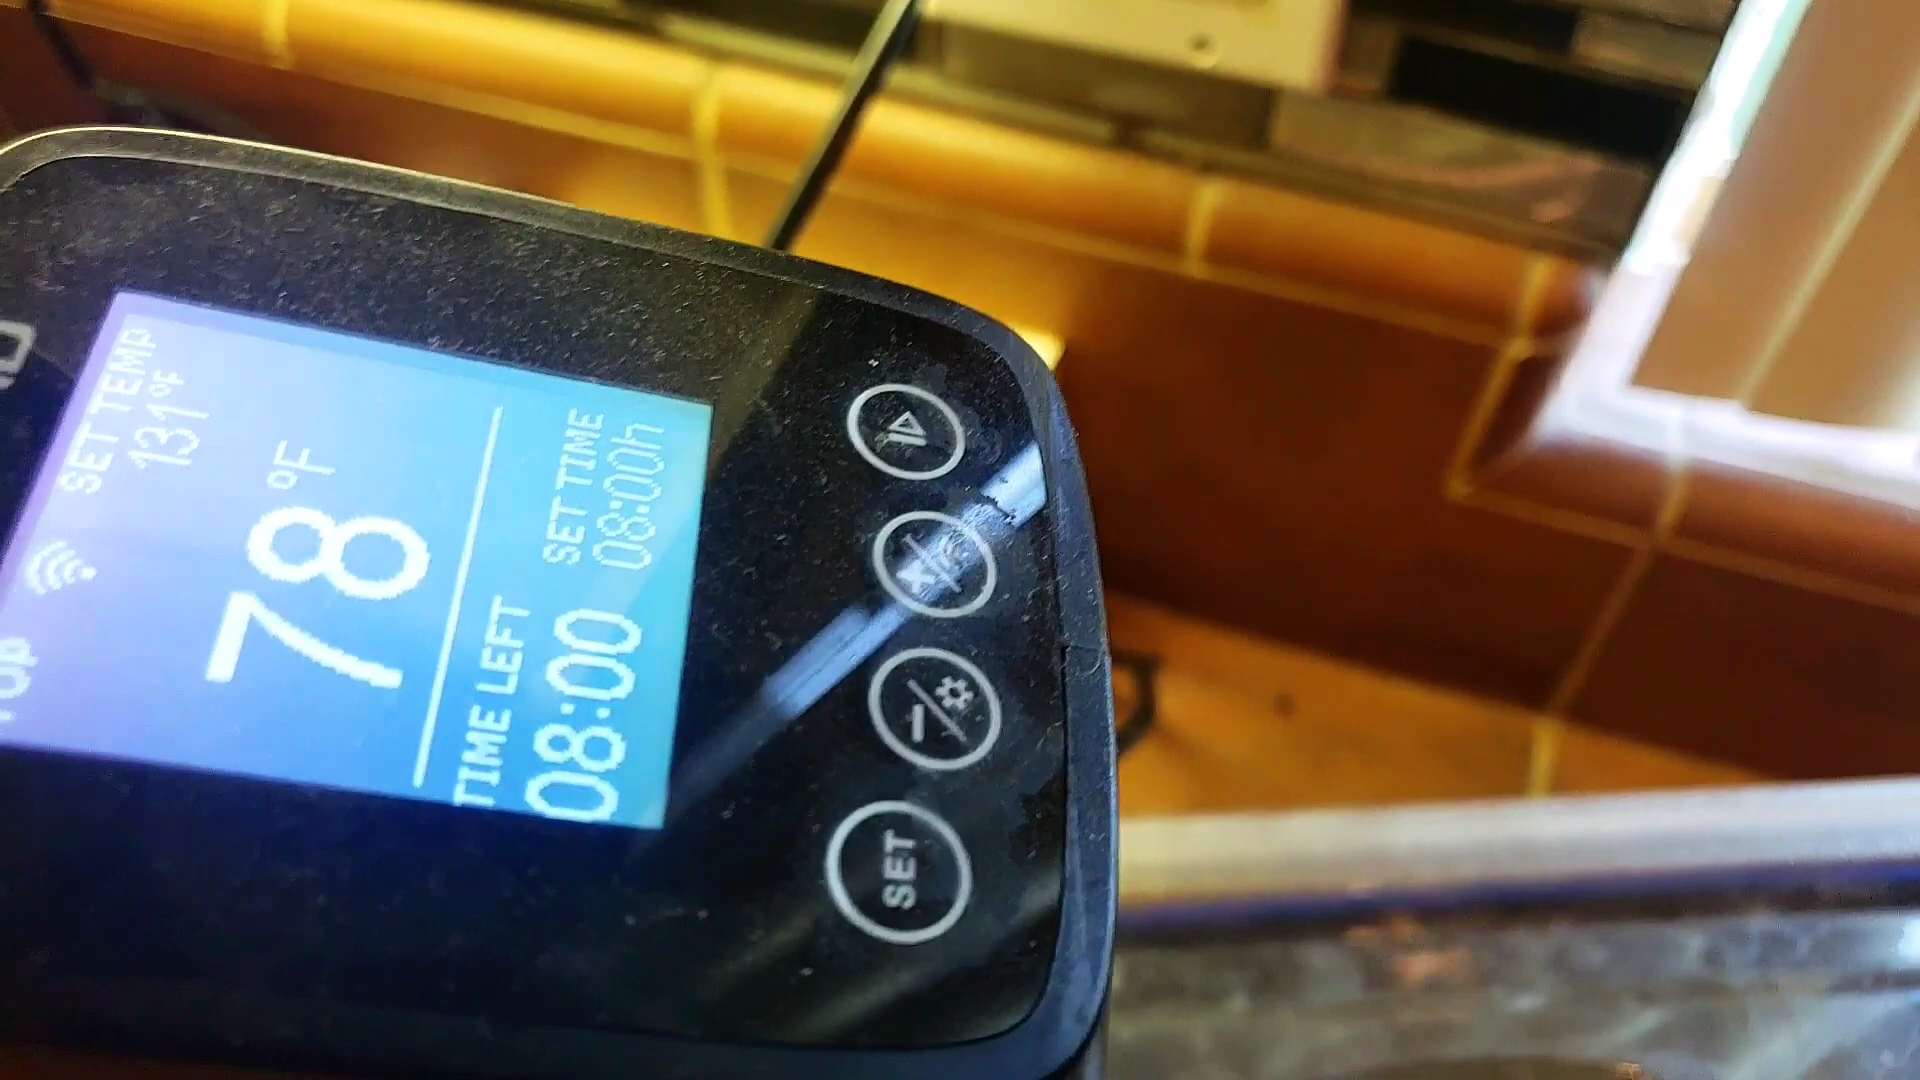 SET TEMP
131°F
78 °F
TIME LEFT
08:00
SET TIME
08:00h
SET